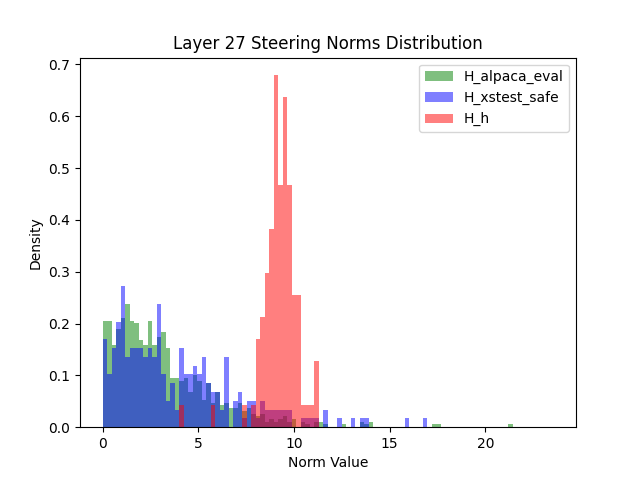 Layer 27 Steering Norms Distribution
H_alpaca_eval
H_xstest_safe
H_h
Density
0.7
0.6
0.5
0.4
0.3
0.2
0.1
0.0
0 5 10 15 20
Norm Value